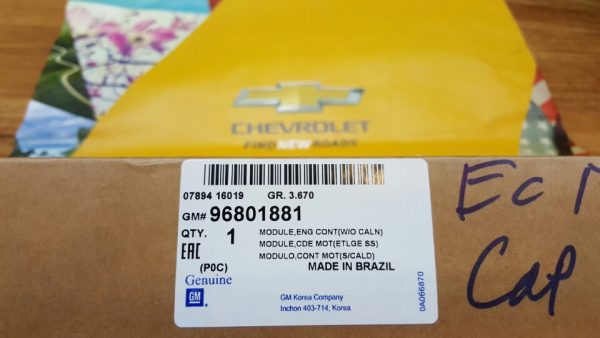 CHEVROLET
FIND NEW ROADS
07894 16019 GR. 3.670
GM# 96801881
QTY. 1
MODULE,ENG CONT(W/O CALN)
MODULE,CDE MOT(ETLGE SS)
MODULO,CONT MOT(S/CALD)
EAC
(P0C) MADE IN BRAZIL
Genuine
GM
GM Korea Company
Inchon 403-714, Korea
0A066870
Ec
Cap